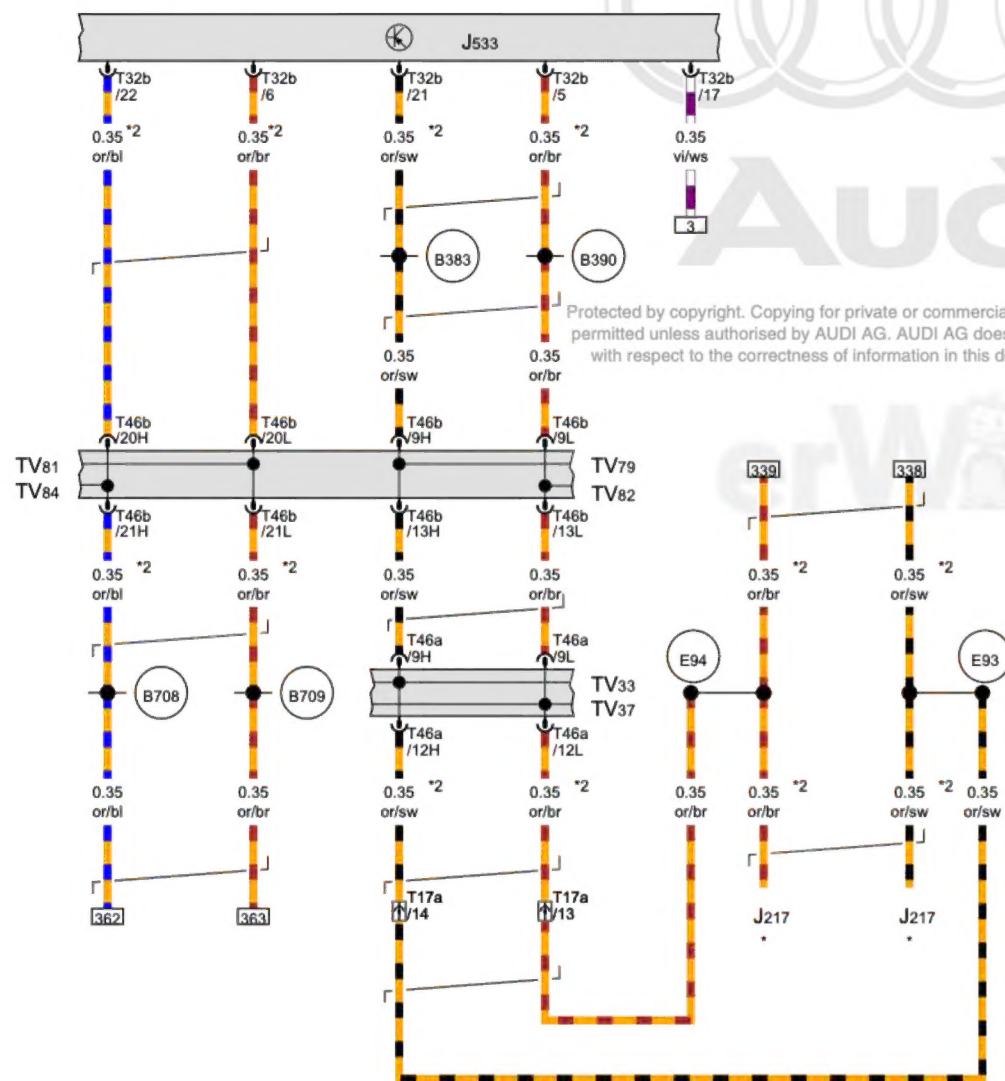 J533
T32b T32b T32b T32b T32b
/22 /6 /21 /5 /17
0.35 *2 0.35 *2 0.35 *2 0.35 *2 0.35
or/bl or/br or/sw or/br vi/ws
3
B383 B390
Audi
Protected by copyright. Copying for private or commercia
permitted unless authorised by AUDI AG. AUDI AG does
with respect to the correctness of information in this d
0.35 0.35
or/sw or/br
T46b T46b T46b T46b
/20H /20L /9H /9L
erW
TV81 TV79 339 338
TV84 TV82
T46b T46b T46b T46b
/21H /21L /13H /13L
0.35 *2 0.35 *2 0.35 0.35 0.35 *2 0.35 *2
or/bl or/br or/sw or/br or/br or/sw
T46a T46a
/9H /9L
E94 E93
B708 B709 TV33
TV37
T46a T46a
/12H /12L
0.35 0.35 0.35 *2 0.35 *2 0.35 0.35 *2 0.35 *2 0.35
or/bl or/br or/sw or/br or/br or/br or/sw or/sw
362 363 T17a T17a J217 J217
/14 /13 * *